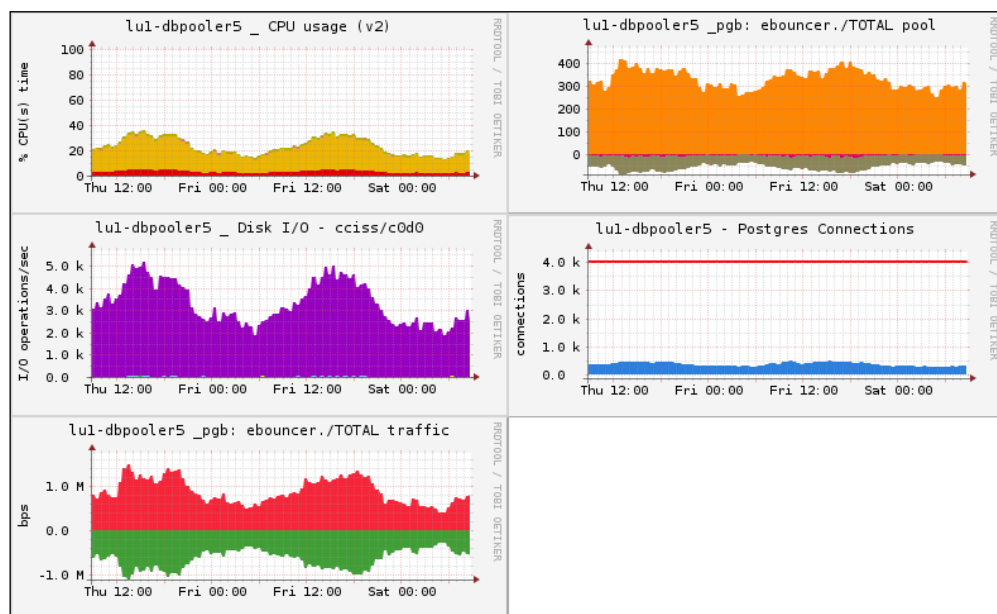 lu1-dbpooler5 _ CPU usage (v2)
RRDTOOL / TOBI OETIKER
% CPU(s) time
100
80
60
40
20
0
Thu 12:00 Fri 00:00 Fri 12:00 Sat 00:00
lu1-dbpooler5 _pgb: ebouncer./TOTAL pool
RRDTOOL / TOBI OETIKER
400
300
200
100
0
Thu 12:00 Fri 00:00 Fri 12:00 Sat 00:00
lu1-dbpooler5 _ Disk I/O - cciss/c0d0
RRDTOOL / TOBI OETIKER
I/O operations/sec
5.0 k
4.0 k
3.0 k
2.0 k
1.0 k
0.0
Thu 12:00 Fri 00:00 Fri 12:00 Sat 00:00
lu1-dbpooler5 - Postgres Connections
RRDTOOL / TOBI OETIKER
connections
4.0 k
3.0 k
2.0 k
1.0 k
0.0
Thu 12:00 Fri 00:00 Fri 12:00 Sat 00:00
lu1-dbpooler5 _pgb: ebouncer./TOTAL traffic
RRDTOOL / TOBI OETIKER
bps
1.0 M
0.0
-1.0 M
Thu 12:00 Fri 00:00 Fri 12:00 Sat 00:00